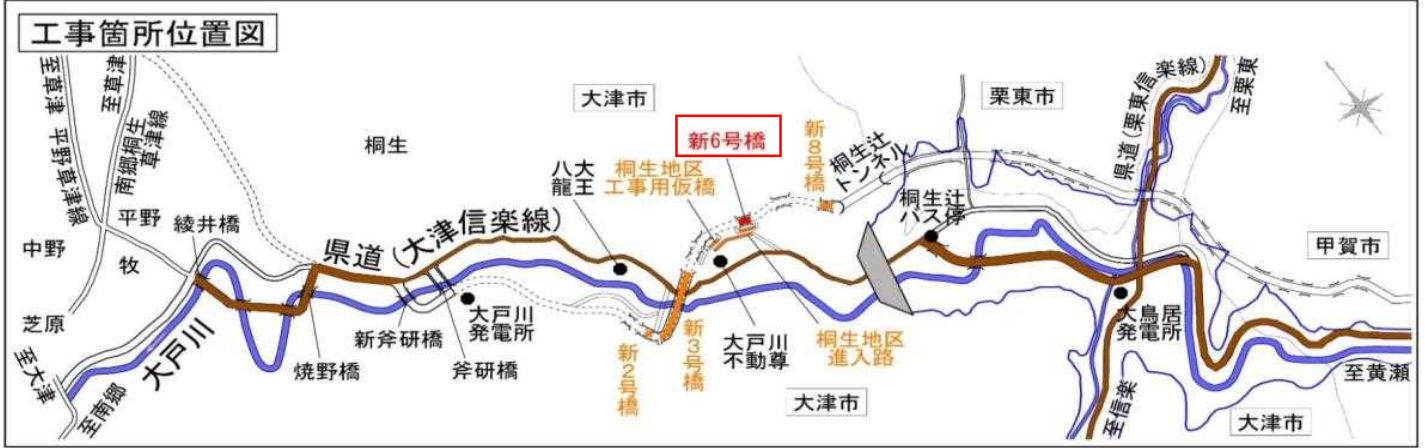 工事箇所位置図
至草津 平野草津線
至草津
南郷桐生
草津線
平野
中野
牧
芝原
至大津
至南郷
大戸川
綾井橋
焼野橋
桐生
県道(大津信楽線)
新斧研橋
斧研橋
大戸川
発電所
八大
龍王
大津市
桐生地区
工事用仮橋
新6号橋
新2号橋
新3号橋
大戸川
不動尊
桐生地区
進入路
新8号橋
桐生辻
トンネル
桐生辻
バス停
栗東市
大津市
県道(栗東信楽線)
至栗東
大鳥居
発電所
至信楽
甲賀市
至黄瀬
大津市